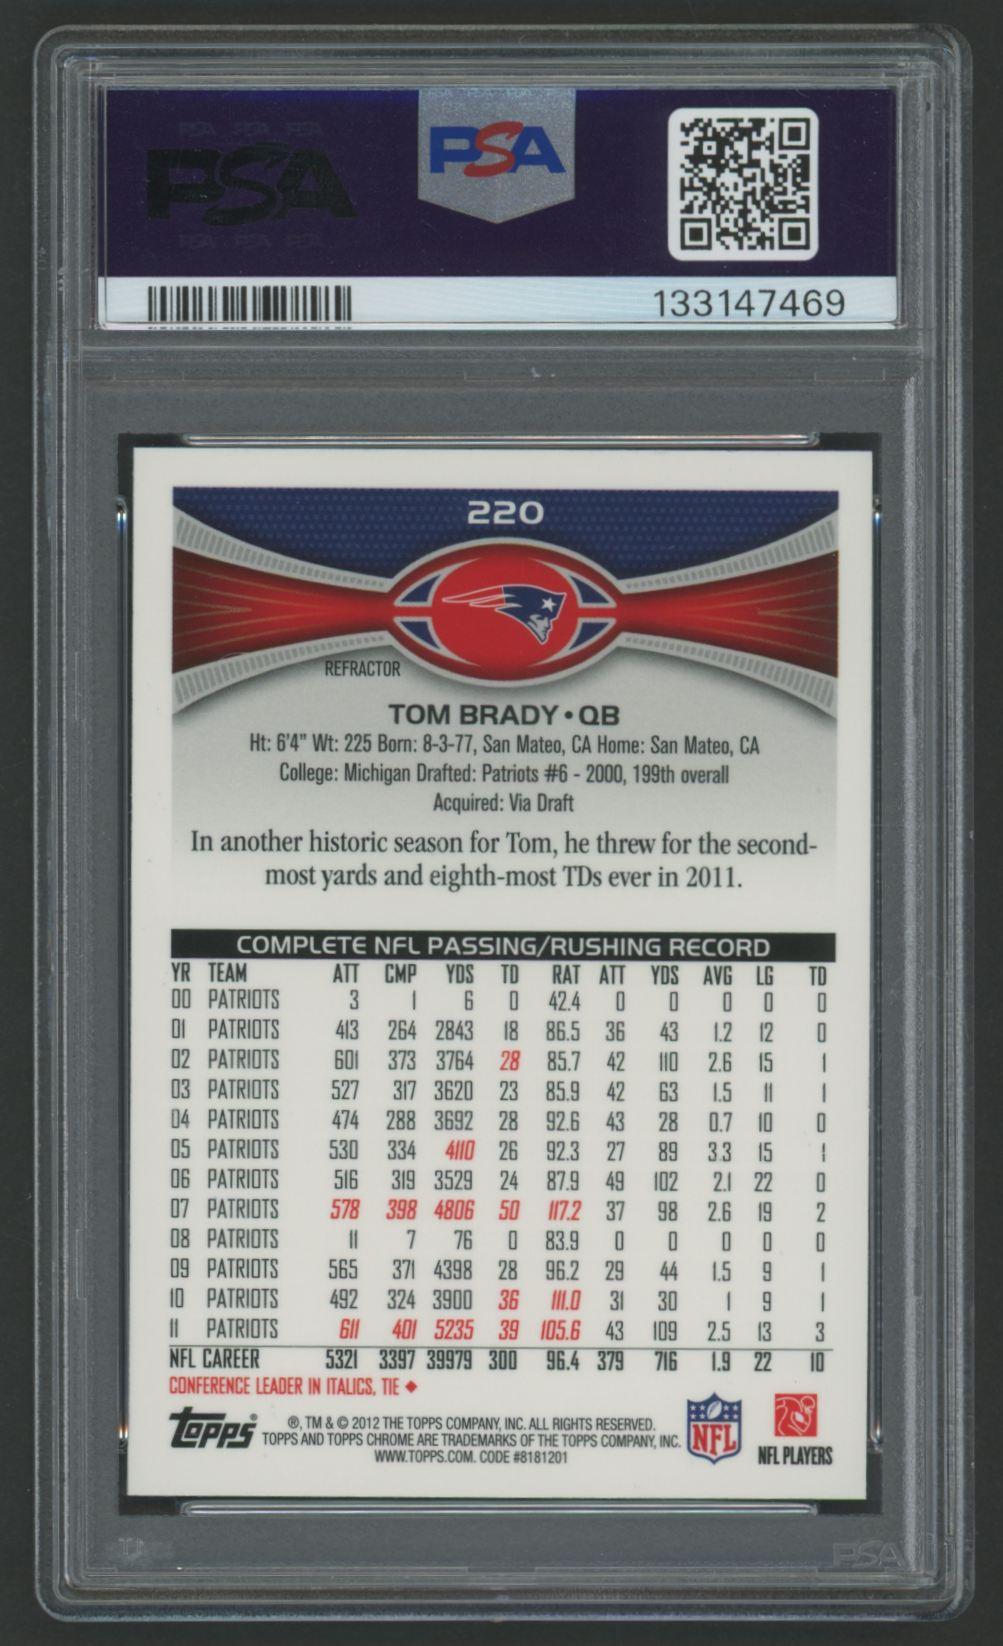 PSA PSA PSA
PSA
PSA PSA PSA
PSA
133147469
220
REFRACTOR
TOM BRADY • QB
Ht: 6'4" Wt: 225 Born: 8-3-77, San Mateo, CA Home: San Mateo, CA
College: Michigan Drafted: Patriots #6 - 2000, 199th overall
Acquired: Via Draft
In another historic season for Tom, he threw for the second-
most yards and eighth-most TDs ever in 2011.
COMPLETE NFL PASSING/RUSHING RECORD
YR TEAM ATT CMP YDS TD RAT ATT YDS AVG LG TD
00 PATRIOTS 3 1 6 0 42.4 0 0 0 0 0
01 PATRIOTS 413 264 2843 18 86.5 36 43 1.2 12 0
02 PATRIOTS 601 373 3764 28 85.7 42 110 2.6 15 1
03 PATRIOTS 527 317 3620 23 85.9 42 63 1.5 11 1
04 PATRIOTS 474 288 3692 28 92.6 43 28 0.7 10 0
05 PATRIOTS 530 334 4110 26 92.3 27 89 3.3 15 1
06 PATRIOTS 516 319 3529 24 87.9 49 102 2.1 22 0
07 PATRIOTS 578 398 4806 50 117.2 37 98 2.6 19 2
08 PATRIOTS 11 7 76 0 83.9 0 0 0 0 0
09 PATRIOTS 565 371 4398 28 96.2 29 44 1.5 9 1
10 PATRIOTS 492 324 3900 36 111.0 31 30 1 9 1
11 PATRIOTS 611 401 5235 39 105.6 43 109 2.5 13 3
NFL CAREER 5321 3397 39979 300 96.4 379 716 1.9 22 10
CONFERENCE LEADER IN ITALICS, TIE ◆
topps®
®, TM & © 2012 THE TOPPS COMPANY, INC. ALL RIGHTS RESERVED.
TOPPS AND TOPPS CHROME ARE TRADEMARKS OF THE TOPPS COMPANY, INC.
WWW.TOPPS.COM. CODE #8181201
NFL
NFL PLAYERS
PSA